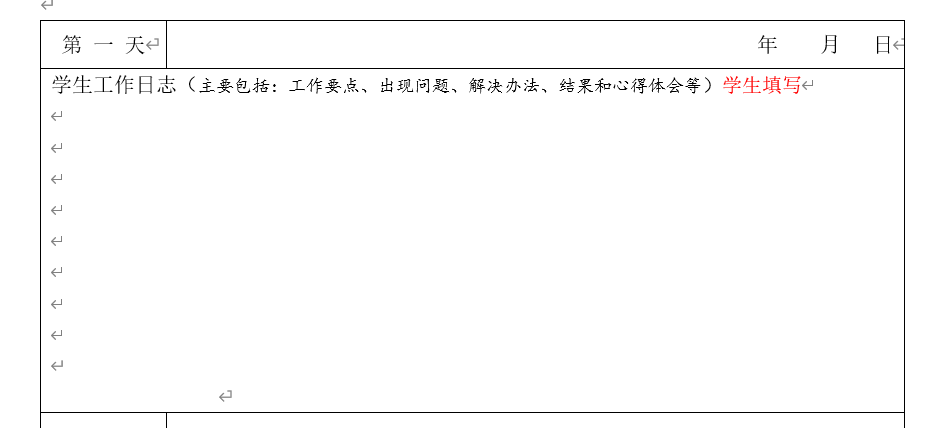 第 一 天
年 月 日
学生工作日志（主要包括：工作要点、出现问题、解决办法、结果和心得体会等）学生填写